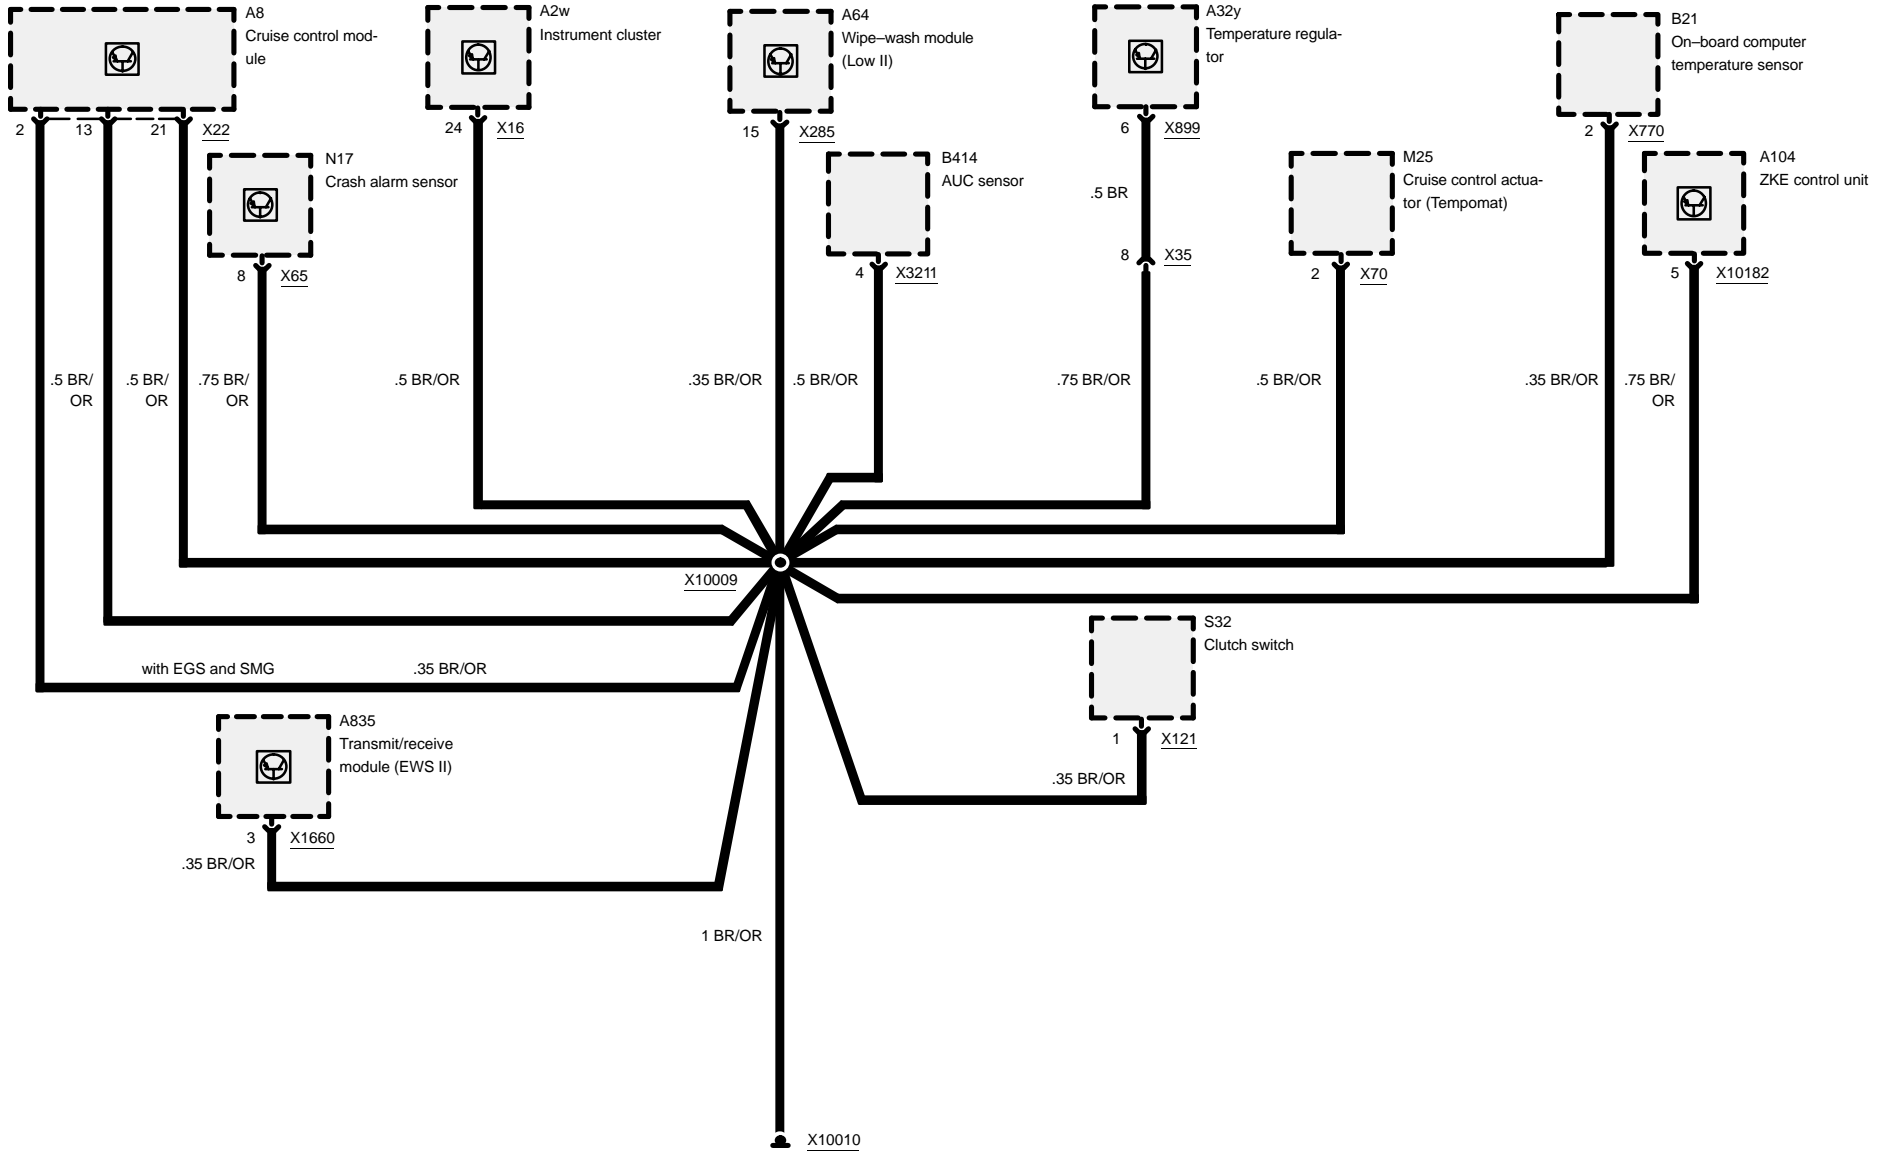 A8
Cruise control mod-
ule
A2w
Instrument cluster
A64
Wipe–wash module
(Low II)
A32y
Temperature regula-
tor
B21
On–board computer
temperature sensor
2 13 21 X22
24 X16
15 X285
6 X899
2 X770
N17
Crash alarm sensor
B414
AUC sensor
M25
Cruise control actua-
tor (Tempomat)
A104
ZKE control unit
.5 BR
8 X65
4 X3211
8 X35
2 X70
5 X10182
.5 BR/
OR
.5 BR/
OR
.75 BR/
OR
.5 BR/OR
.35 BR/OR
.5 BR/OR
.75 BR/OR
.5 BR/OR
.35 BR/OR
.75 BR/
OR
X10009
S32
Clutch switch
with EGS and SMG
.35 BR/OR
A835
Transmit/receive
module (EWS II)
1 X121
.35 BR/OR
3 X1660
.35 BR/OR
1 BR/OR
X10010